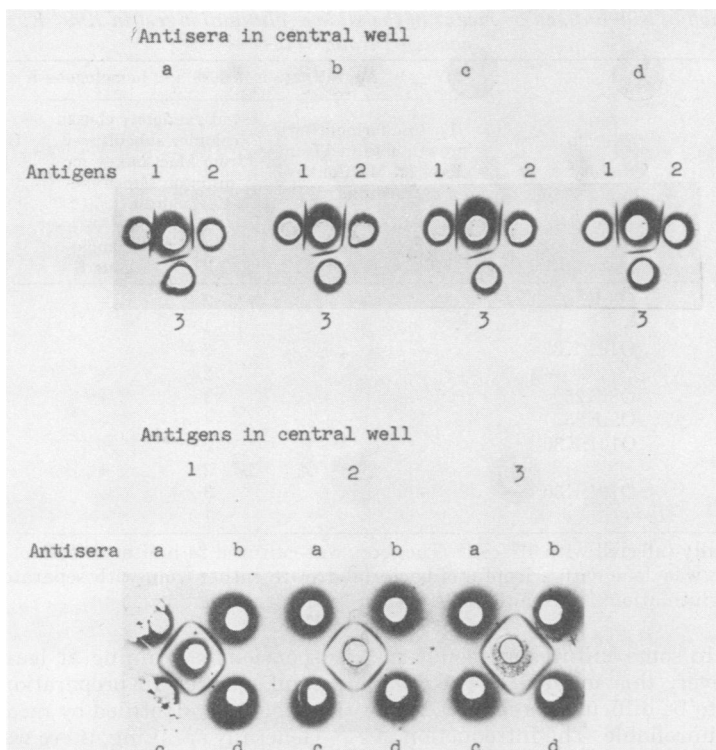 Antisera in central well
a b c d
Antigens 1 2 1 2 1 2 1 2
3 3 3 3
Antigens in central well
1 2 3
Antisera a b a b a b
c d c d c d